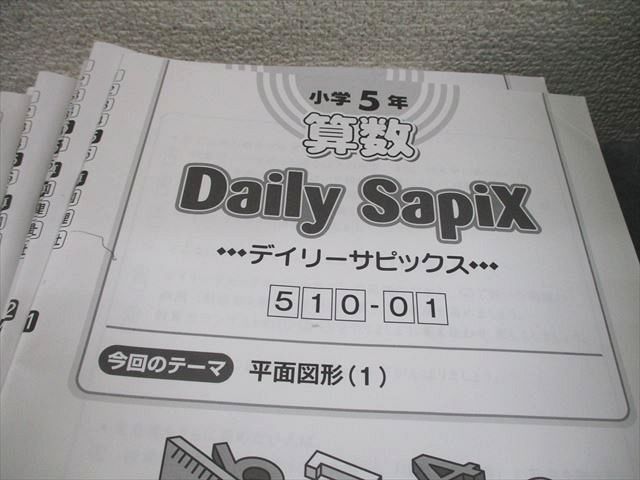 小学5年
算数
Daily SapiX
•••デイリーサピックス•••
510-01
今回のテーマ 平面図形(1)